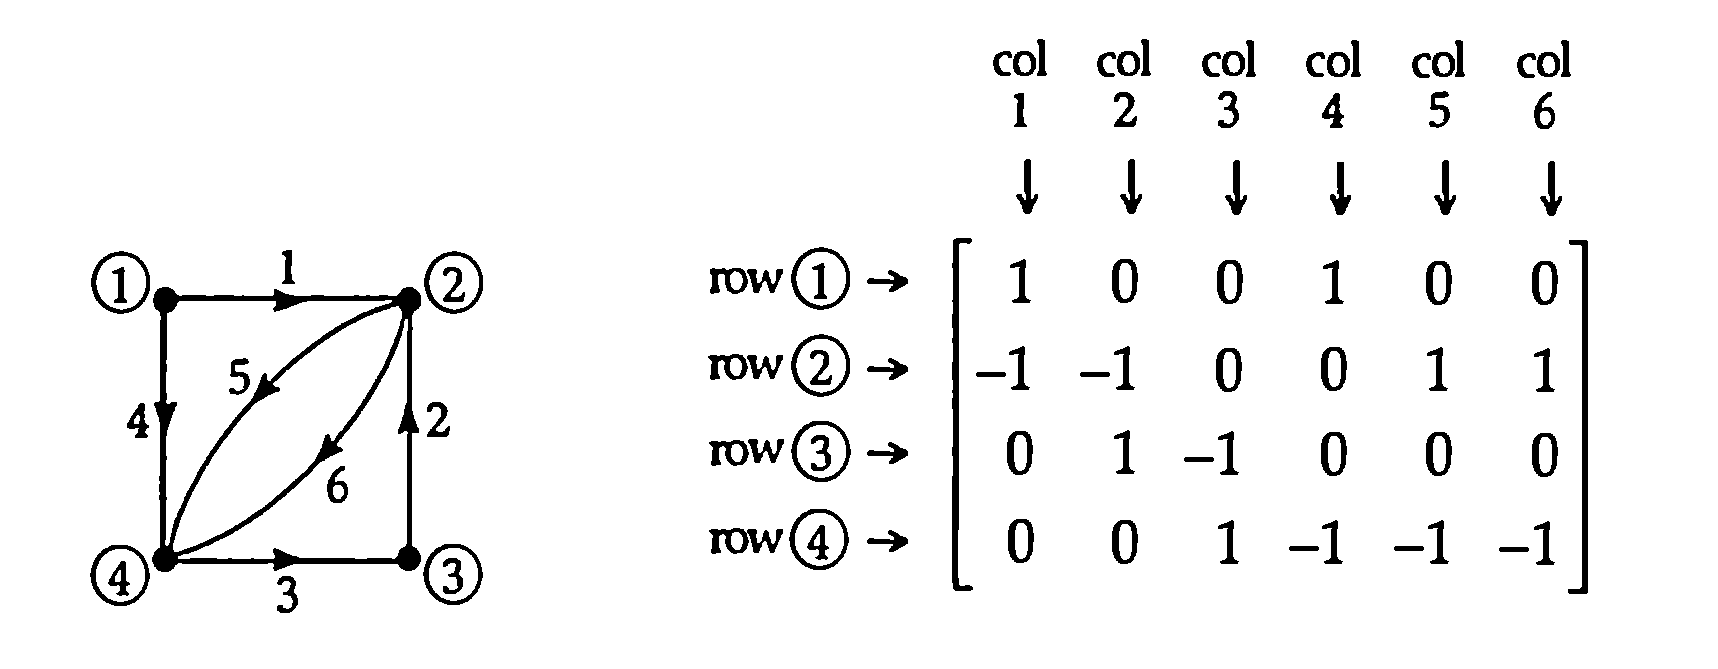 col col col col col col
1 2 3 4 5 6
1 1 2
row 1 → 1 0 0 1 0 0
row 2 → −1 −1 0 0 1 1
5
4 2
row 3 → 0 1 −1 0 0 0
6
row 4 → 0 0 1 −1 −1 −1
4 3 3